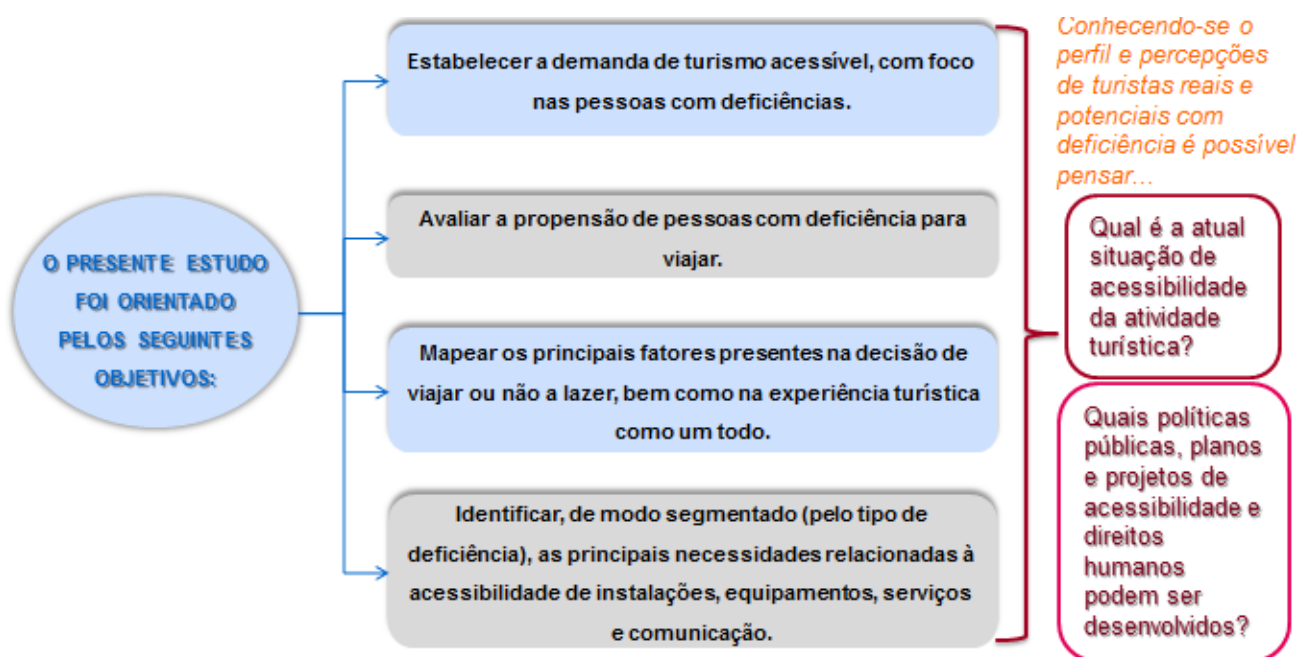 O PRESENTE ESTUDO
FOI ORIENTADO
PELOS SEGUINTES
OBJETIVOS:
Estabelecer a demanda de turismo acessível, com foco
nas pessoas com deficiências.
Avaliar a propensão de pessoas com deficiência para
viajar.
Mapear os principais fatores presentes na decisão de
viajar ou não a lazer, bem como na experiência turística
como um todo.
Identificar, de modo segmentado (pelo tipo de
deficiência), as principais necessidades relacionadas à
acessibilidade de instalações, equipamentos, serviços
e comunicação.
Conhecendo-se o
perfil e percepções
de turistas reais e
potenciais com
deficiência é possível
pensar...
Qual é a atual
situação de
acessibilidade
da atividade
turística?
Quais políticas
públicas, planos
e projetos de
acessibilidade e
direitos
humanos
podem ser
desenvolvidos?